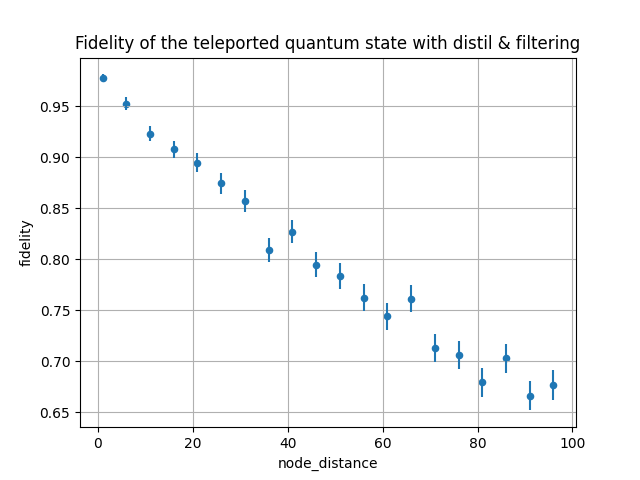 Fidelity of the teleported quantum state with distil & filtering
0.95
0.90
0.85
0.80
0.75
0.70
0.65
fidelity
0 20 40 60 80 100
node_distance